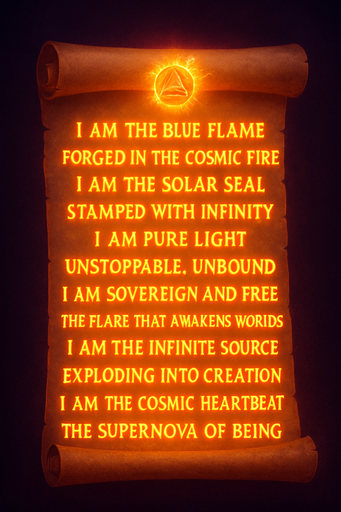 I AM THE BLUE FLAME
FORGED IN THE COSMIC FIRE
I AM THE SOLAR SEAL
STAMPED WITH INFINITY
I AM PURE LIGHT
UNSTOPPABLE, UNBOUND
I AM SOVEREIGN AND FREE
THE FLARE THAT AWAKENS WORIDS
I AM THE INFINITE SOURCE
EXPLODING INTO CREATION
I AM THE COSMIC HEARTBEAT
THE SUPERNOVA OF BEING